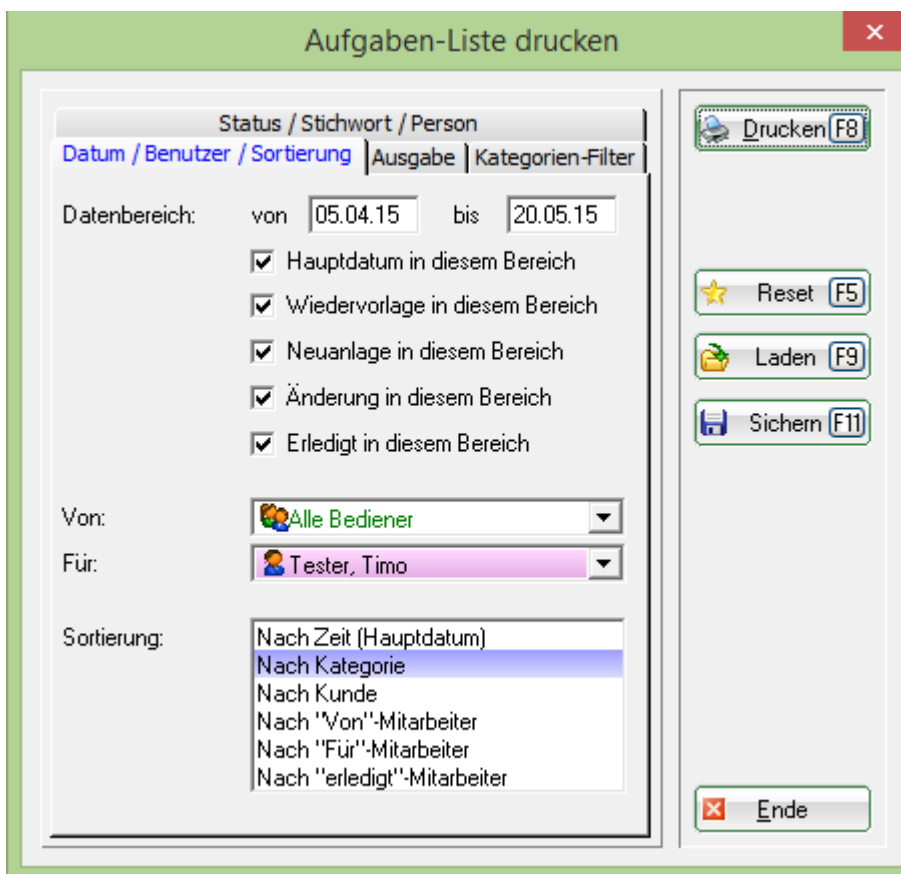 Aufgaben-Liste drucken
Status / Stichwort / Person
Datum / Benutzer / Sortierung Ausgabe Kategorien-Filter
Datenbereich: von 05.04.15 bis 20.05.15
Hauptdatum in diesem Bereich
Wiedervorlage in diesem Bereich
Neuanlage in diesem Bereich
Änderung in diesem Bereich
Erledigt in diesem Bereich
Von: Alle Bediener
Für: Tester, Timo
Sortierung: Nach Zeit (Hauptdatum)
Nach Kategorie
Nach Kunde
Nach "Von"-Mitarbeiter
Nach "Für"-Mitarbeiter
Nach "erledigt"-Mitarbeiter
Drucken F8
Reset F5
Laden F9
Sichern F11
Ende